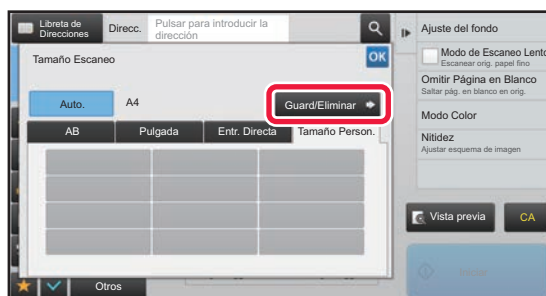 Libreta de
Direcciones
Direcc.
Pulsar para introducir la
dirección
Tamaño Escaneo
OK
Auto.
A4
Guard/Eliminar
AB
Pulgada
Entr. Directa
Tamaño Person.
Otros
Ajuste del fondo
Modo de Escaneo Lento
Escanear orig. papel fino
Omitir Página en Blanco
Saltar pág. en blanco en orig.
Modo Color
Nitidez
Ajustar esquema de imagen
Vista previa
CA